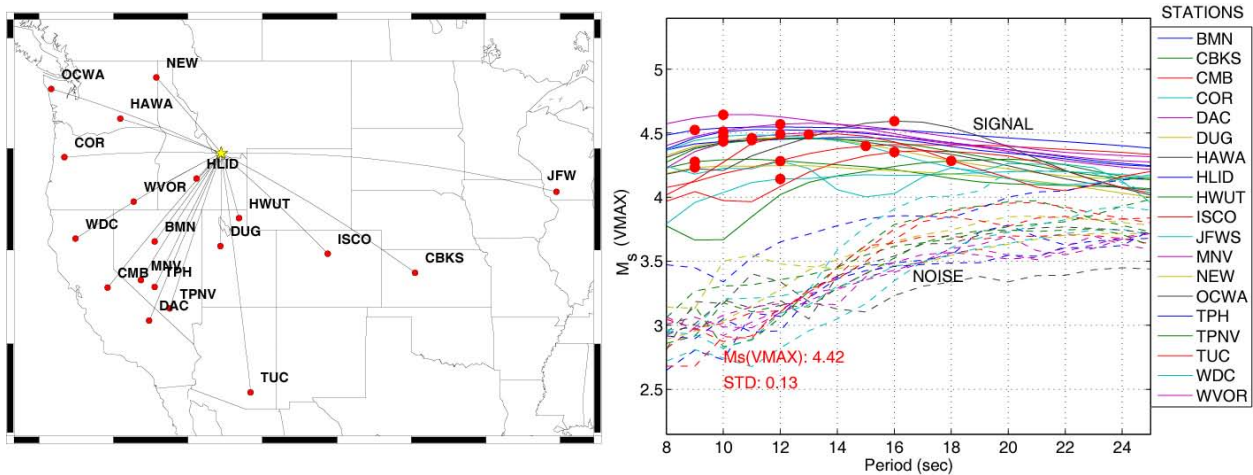 OCWA
NEW
HAWA
COR
HLID
WVOR
JFW
WDC
HWUT
BMN
DUG
ISCO
MNV
CMB
TPH
CBKS
TPNV
DAC
TUC
STATIONS
BMN
CBKS
CMB
COR
DAC
DUG
HAWA
HLID
HWUT
ISCO
JFWS
MNV
NEW
OCWA
TPH
TPNV
TUC
WDC
WVOR
SIGNAL
NOISE
Ms(VMAX): 4.42
STD: 0.13
Ms (VMAX)
5
4.5
4
3.5
3
2.5
8 10 12 14 16 18 20 22 24
Period (sec)